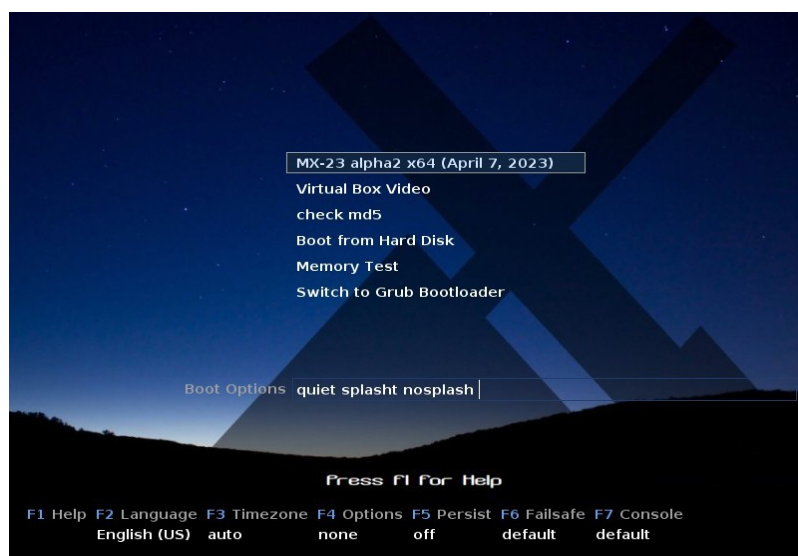 MX-23 alpha2 x64 (April 7, 2023)
Virtual Box Video
check md5
Boot from Hard Disk
Memory Test
Switch to Grub Bootloader
Boot Options quiet splasht nosplash
Press F1 for Help
F1 Help F2 Language F3 Timezone F4 Options F5 Persist F6 Failsafe F7 Console
English (US) auto none off default default